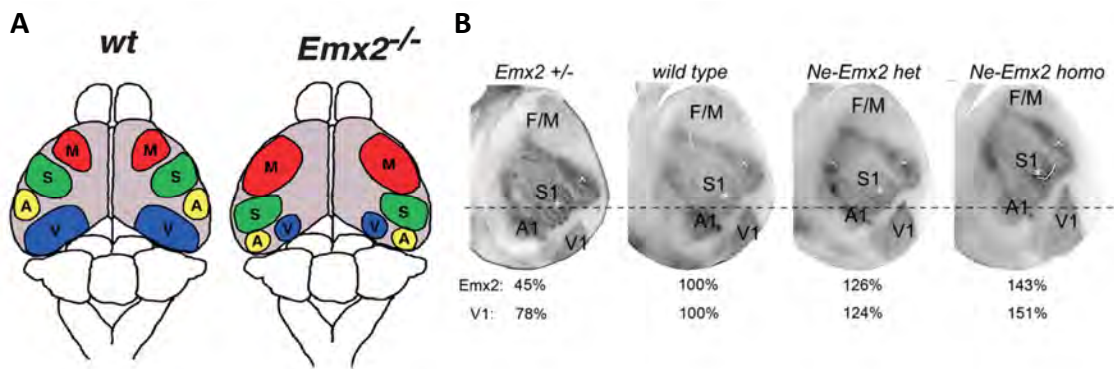 A
wt
Emx2-/-
M M
S S
A A
V V
M M
S S
A V V A
B
Emx2 +/- wild type Ne-Emx2 het Ne-Emx2 homo
F/M F/M F/M F/M
S1 S1 S1 S1
A1 A1 A1 A1
V1 V1 V1 V1
Emx2: 45% 100% 126% 143%
V1: 78% 100% 124% 151%